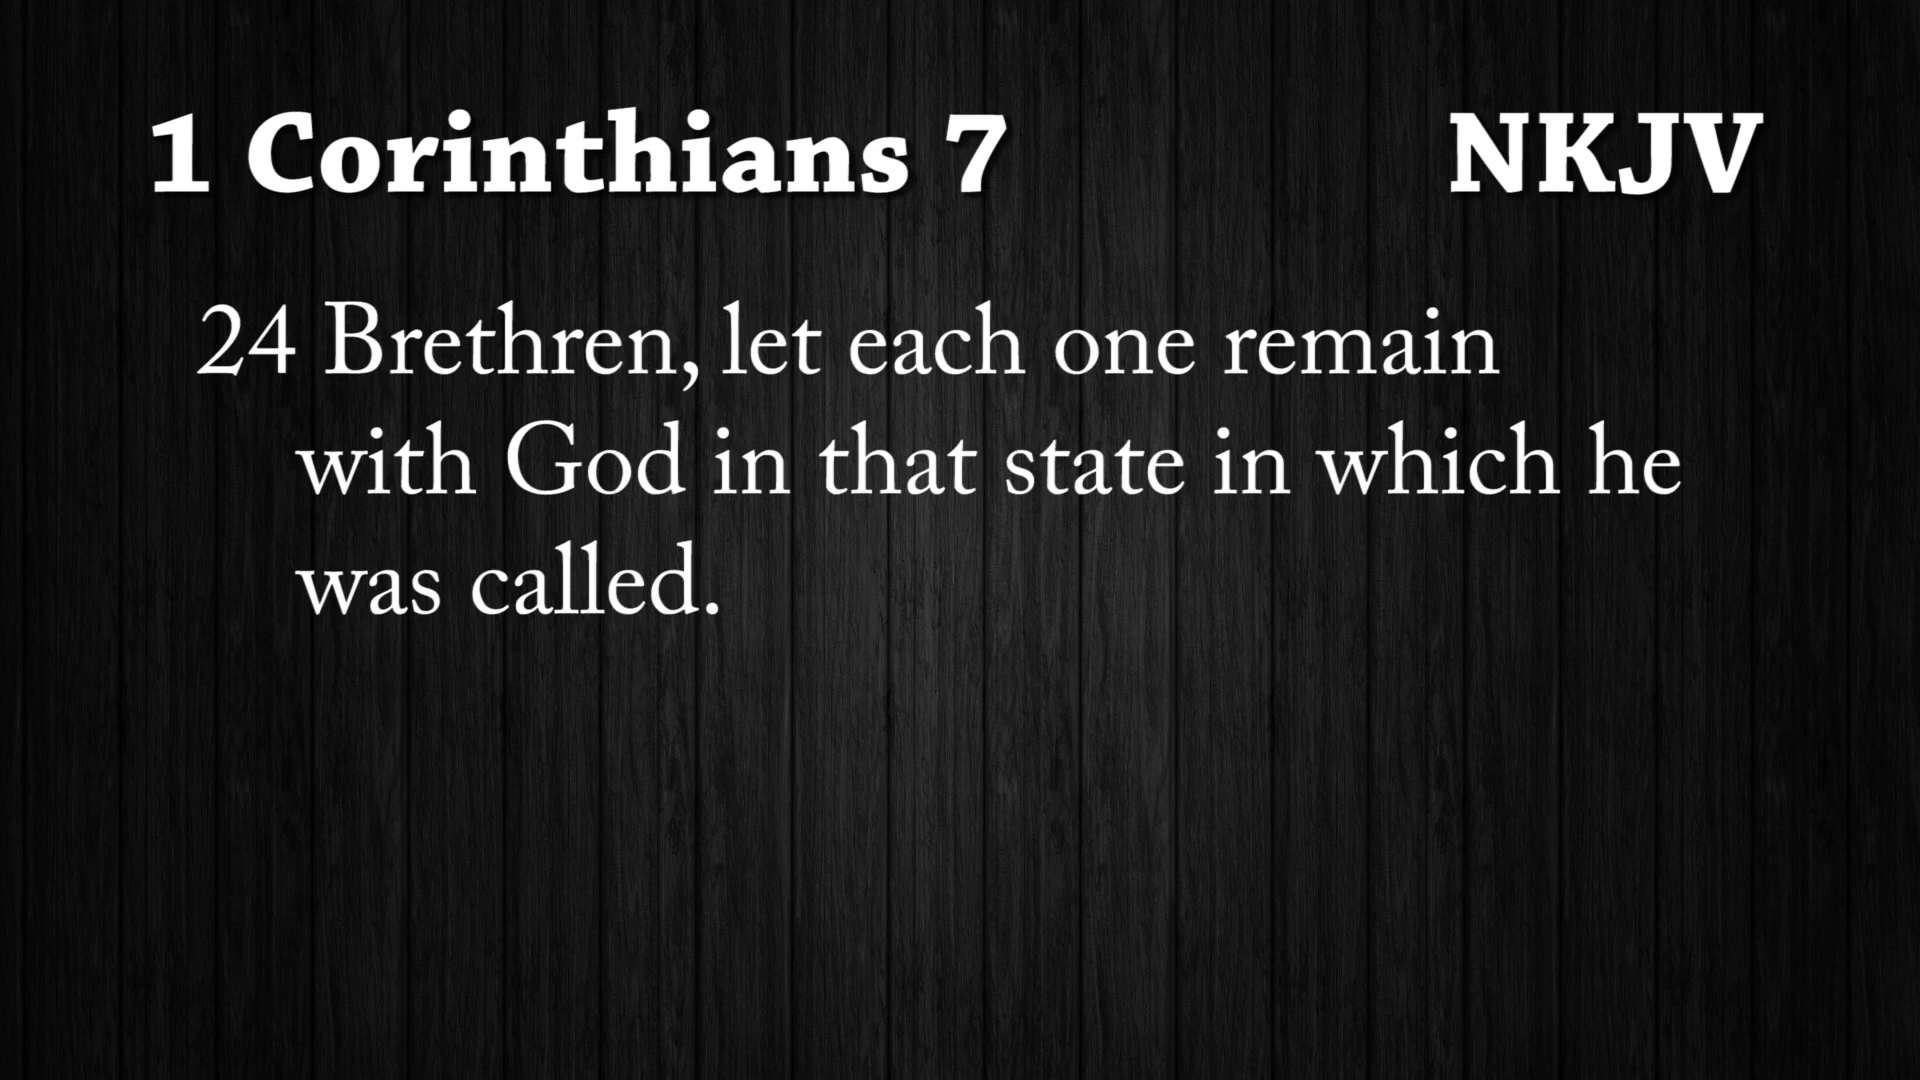 1 Corinthians 7 NKJV
24 Brethren, let each one remain
with God in that state in which he
was called.